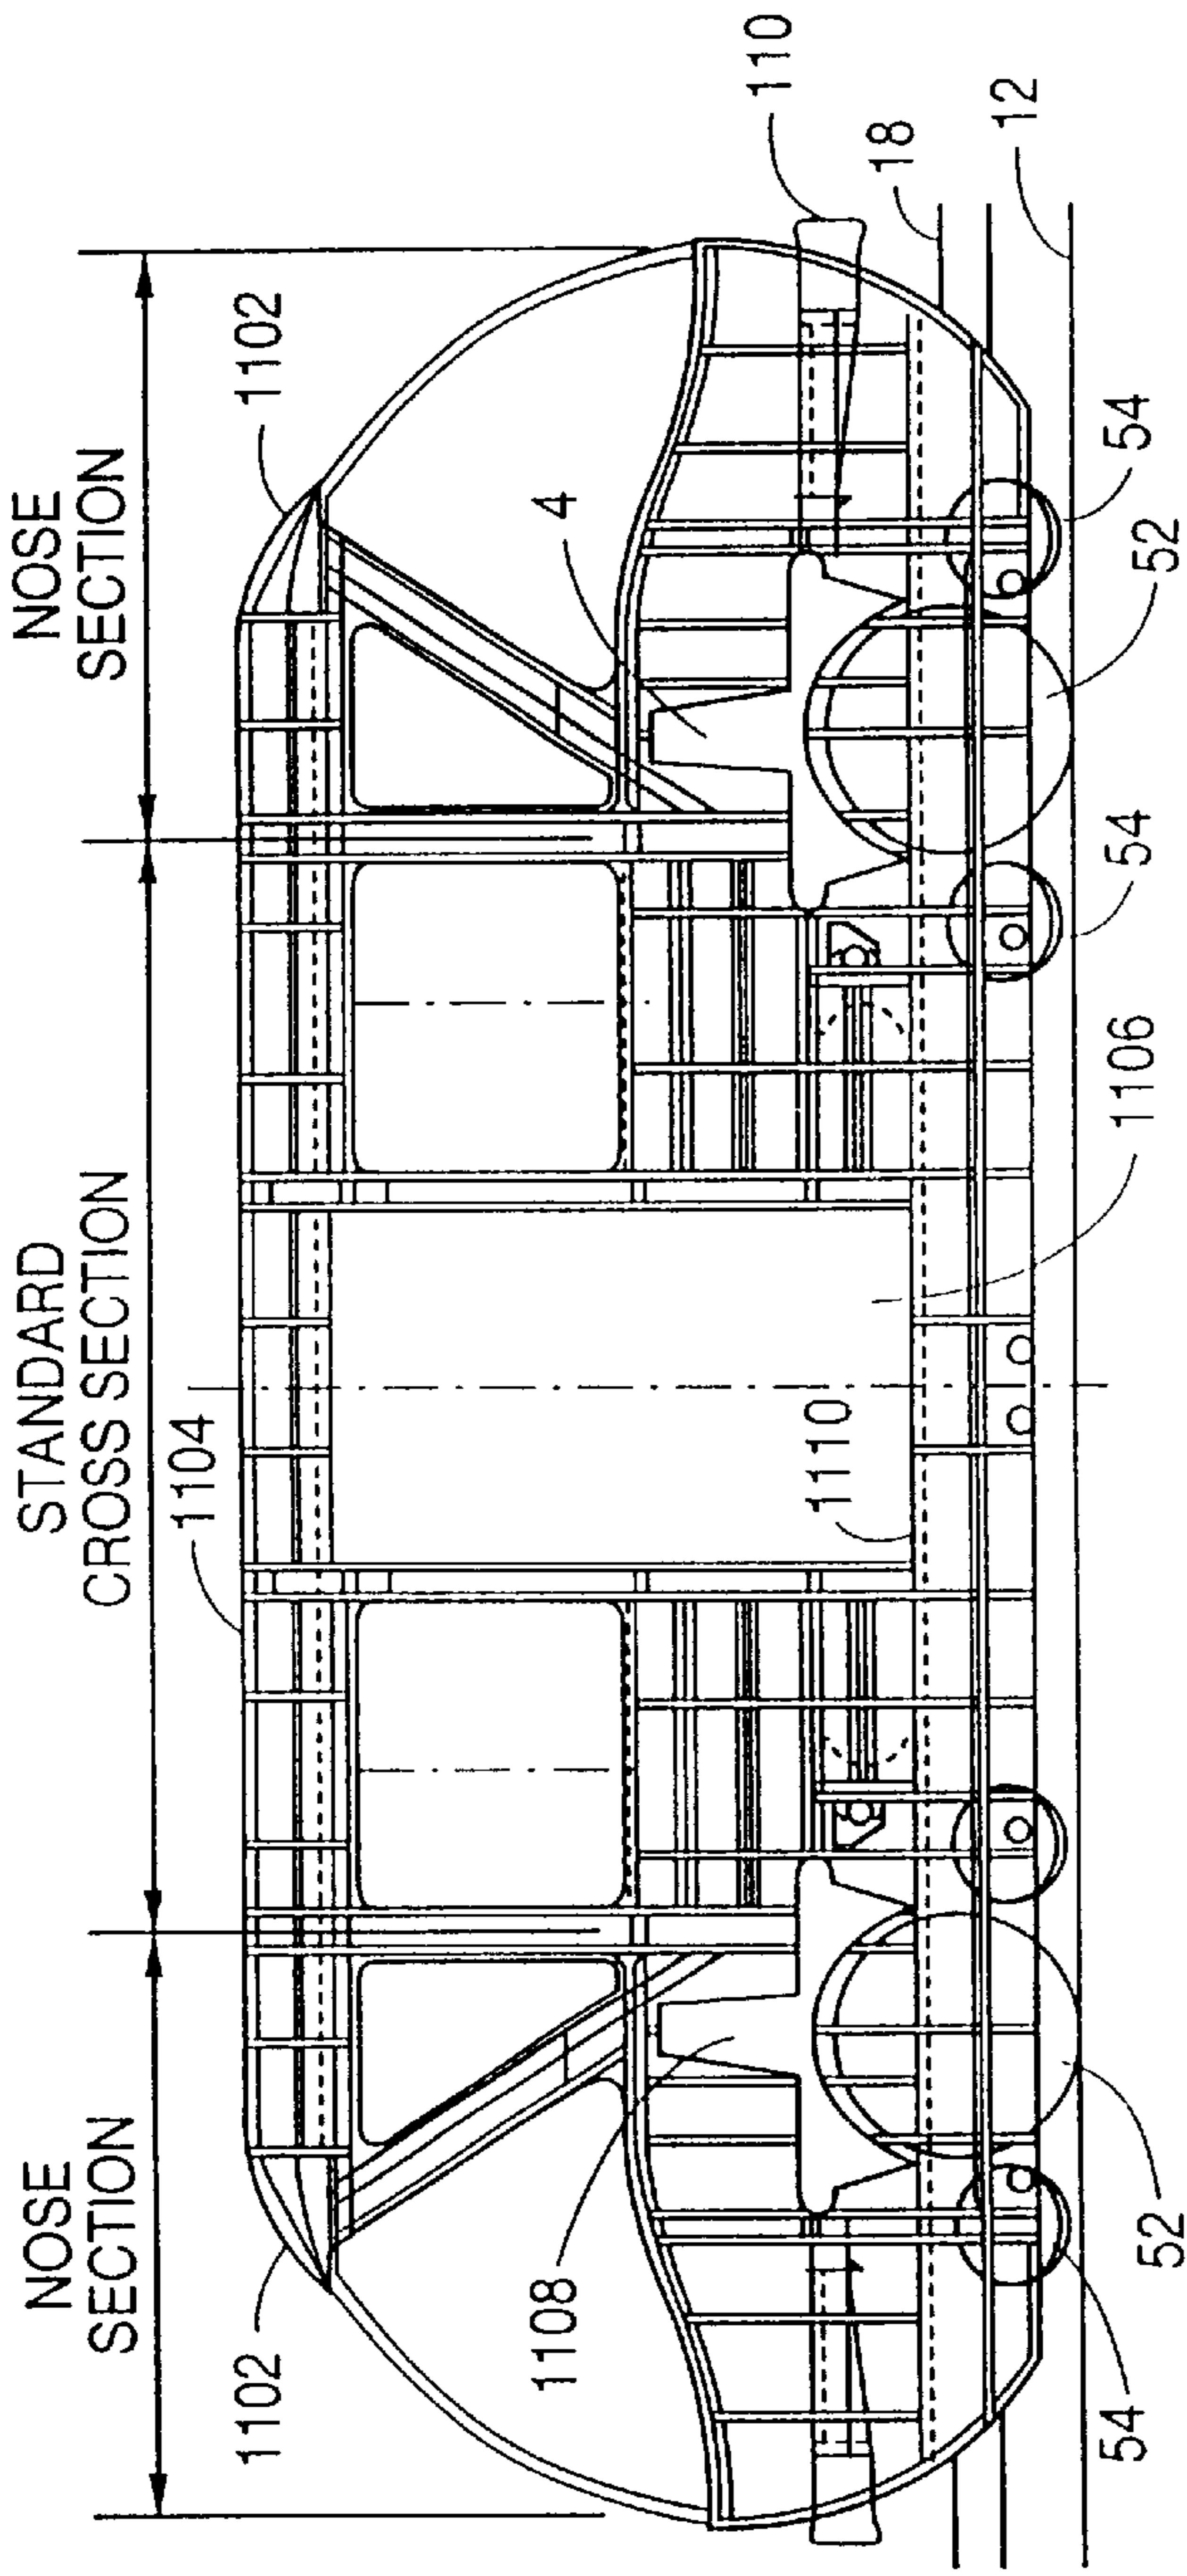 NOSE
SECTION
STANDARD
CROSS SECTION
NOSE
SECTION
1102
1104
1102
110
18
12
4
1110
1108
54
52
54
1106
52
54